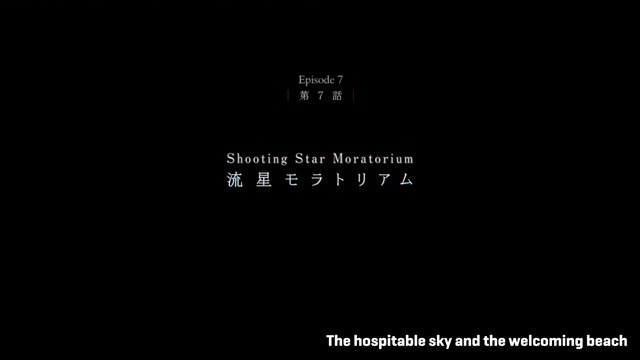 Episode 7
第 7 話
Shooting Star Moratorium
流星モラトリアム
The hospitable sky and the welcoming beach